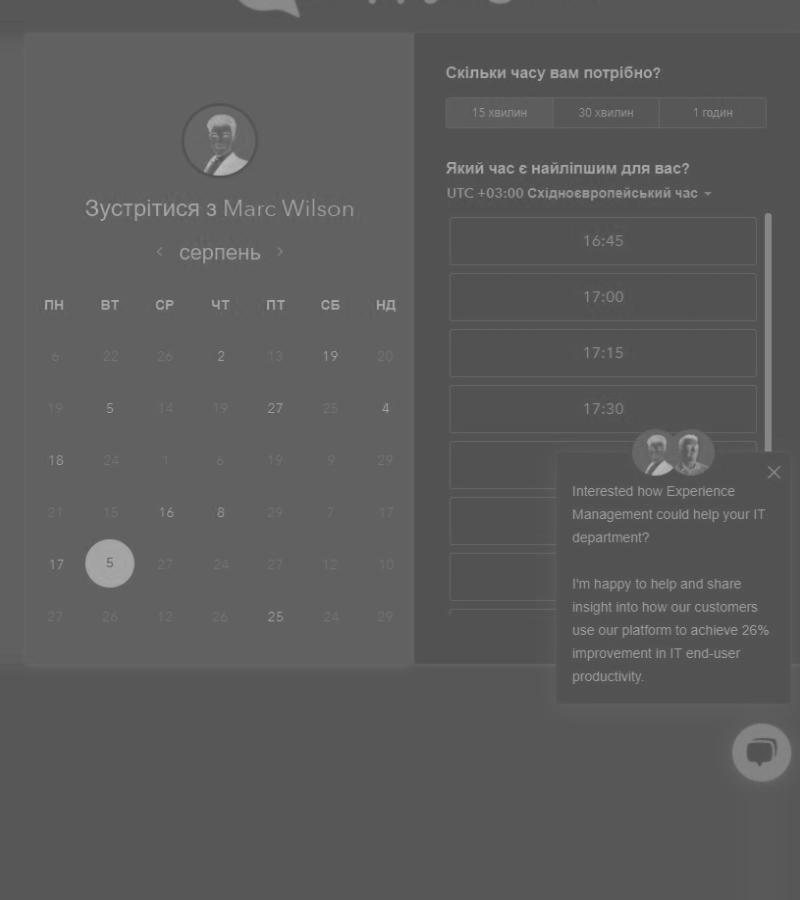 Зустрітися з Marc Wilson
серпень
ПН ВТ СР ЧТ ПТ СБ НД
6 22 26 2 13 19 20
19 5 14 19 27 25 4
18 24 1 6 19 9 29
21 15 16 8 29 7 17
17 5 27 24 27 12 10
27 26 12 26 25 24 29
Скільки часу вам потрібно?
15 хвилин 30 хвилин 1 годин
Який час є найліпшим для вас?
UTC +03:00 Східноєвропейський час
16:45
17:00
17:15
17:30
Interested how Experience
Management could help your IT
department?
I'm happy to help and share
insight into how our customers
use our platform to achieve 26%
improvement in IT end-user
productivity.